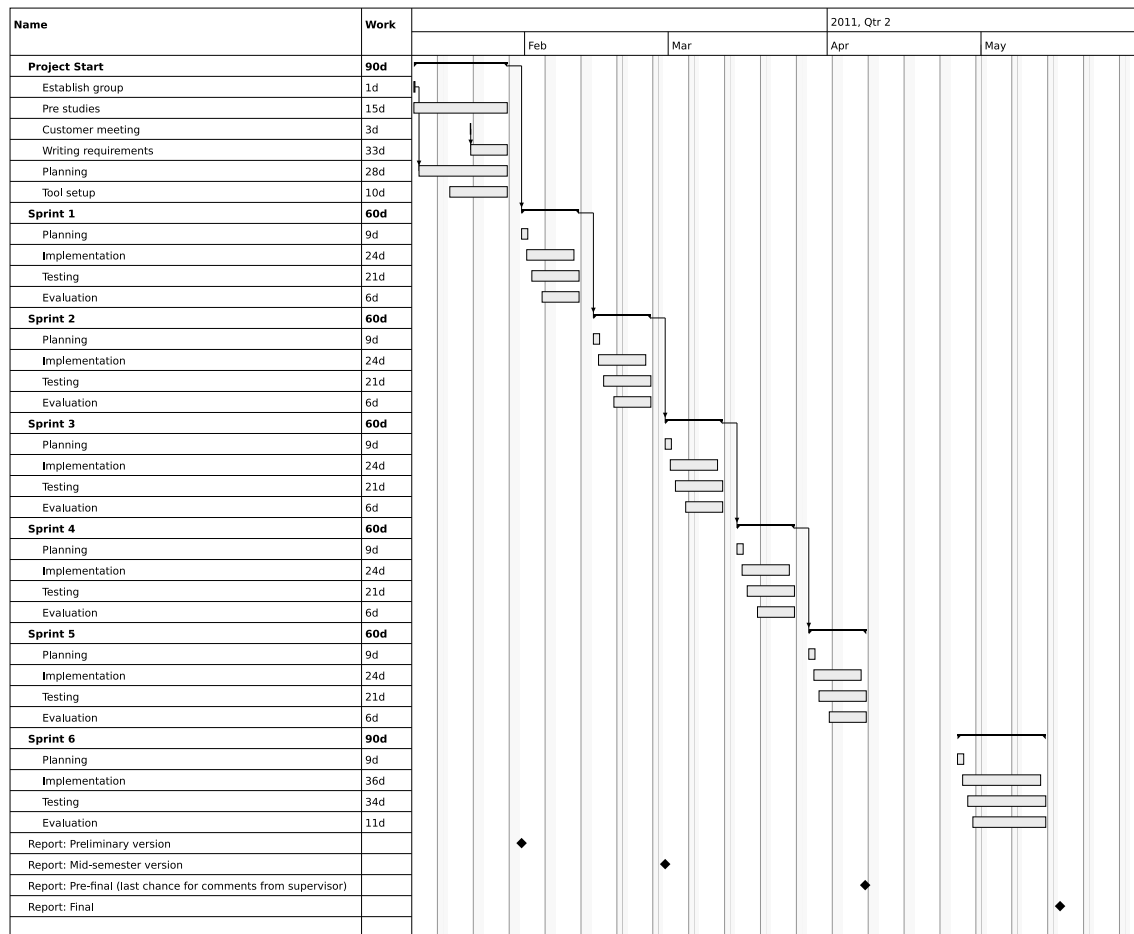 Name Work 2011, Qtr 2
Feb Mar Apr May
Project Start 90d
Establish group 1d
Pre studies 15d
Customer meeting 3d
Writing requirements 33d
Planning 28d
Tool setup 10d
Sprint 1 60d
Planning 9d
Implementation 24d
Testing 21d
Evaluation 6d
Sprint 2 60d
Planning 9d
Implementation 24d
Testing 21d
Evaluation 6d
Sprint 3 60d
Planning 9d
Implementation 24d
Testing 21d
Evaluation 6d
Sprint 4 60d
Planning 9d
Implementation 24d
Testing 21d
Evaluation 6d
Sprint 5 60d
Planning 9d
Implementation 24d
Testing 21d
Evaluation 6d
Sprint 6 90d
Planning 9d
Implementation 36d
Testing 34d
Evaluation 11d
Report: Preliminary version
Report: Mid-semester version
Report: Pre-final (last chance for comments from supervisor)
Report: Final